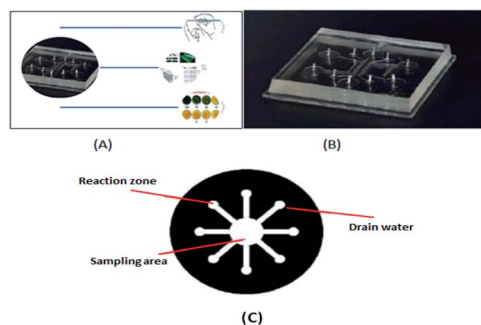 (A)
(B)
Reaction zone
Drain water
Sampling area
(C)